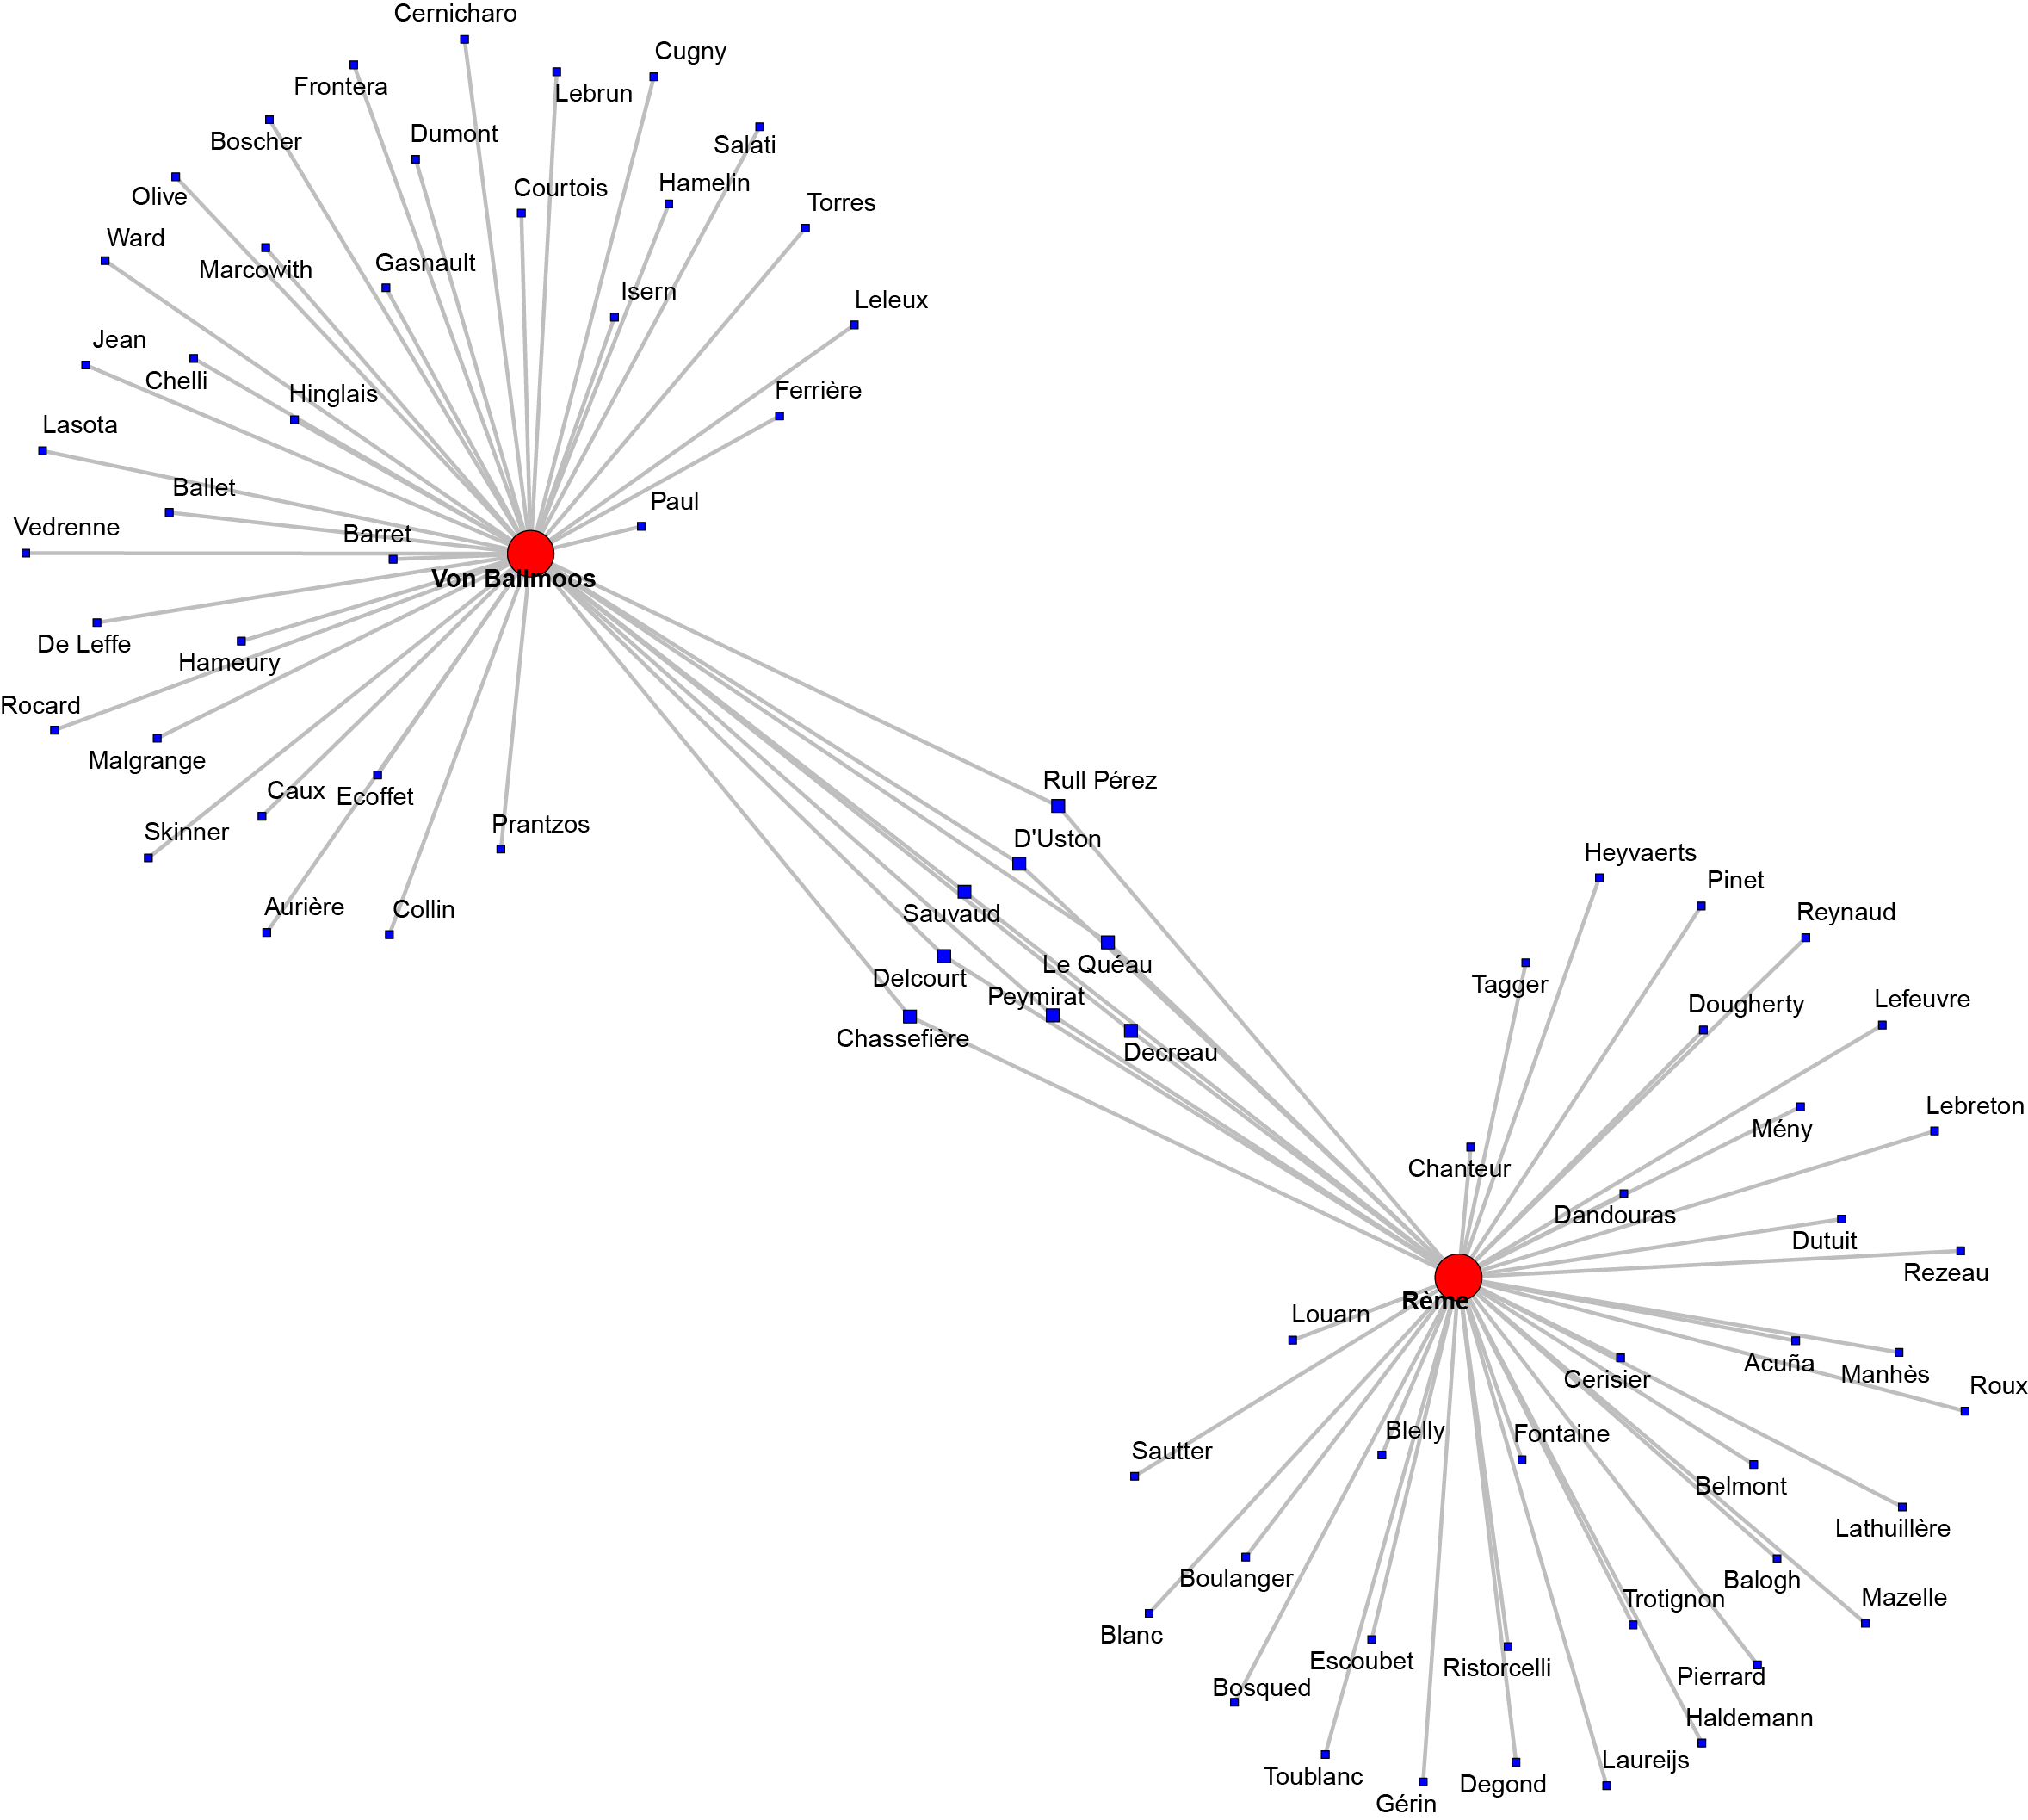 Cernicharo
Cugny
Frontera
Lebrun
Dumont
Boscher
Salati
Courtois
Hamelin
Olive
Torres
Ward
Gasnault
Marcowith
Isern
Leleux
Jean
Chelli
Hinglais
Ferrière
Lasota
Ballet
Paul
Vedrenne
Barret
Von Ballmoos
De Leffe
Hameury
Rocard
Malgrange
Caux
Ecoffet
Skinner
Prantzos
Aurière
Collin
Rull Pérez
D'Uston
Sauvaud
Le Quéau
Delcourt
Peymirat
Chassefière
Decreau
Heyvaerts
Pinet
Reynaud
Tagger
Dougherty
Lefeuvre
Lebreton
Mény
Chanteur
Dandouras
Dutuit
Rezeau
Rème
Louarn
Acuña
Manhès
Cerisier
Roux
Blelly
Fontaine
Sautter
Belmont
Lathuillère
Boulanger
Balogh
Trotignon
Mazelle
Blanc
Escoubet
Ristorcelli
Pierrard
Bosqued
Haldemann
Laureijs
Toublanc
Degond
Gérin